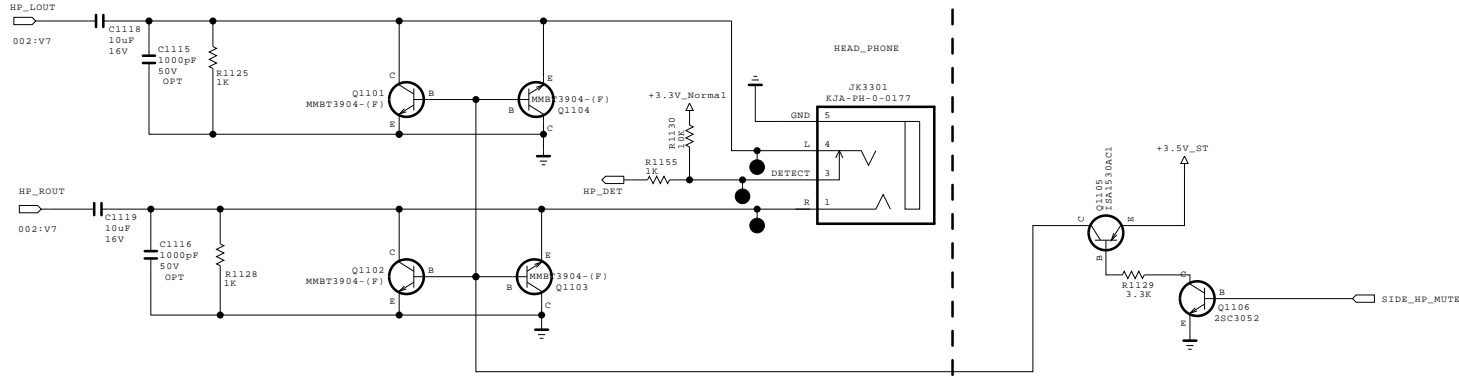 HP_LOUT
002:V7
C1118
10uF
16V
C1115
1000pF
50V
OPT
R1125
1K
C
B
E
Q1101
MMBT3904-(F)
E
B
C
MMBT3904-(F)
Q1104
+3.3V_Normal
R1130
10K
R1155
1K
HP_DET
HEAD_PHONE
JK3301
KJA-PH-0-0177
GND
5
L
4
DETECT
3
R
1
HP_ROUT
002:V7
C1119
10uF
16V
C1116
1000pF
50V
OPT
R1128
1K
C
B
E
Q1102
MMBT3904-(F)
E
B
C
MMBT3904-(F)
Q1103
+3.5V_ST
Q1105
ISA1530AC1
C
E
B
R1129
3.3K
C
B
E
Q1106
2SC3052
SIDE_HP_MUTE